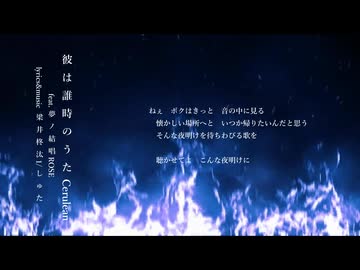 彼は誰時のうた Cerulean
feat. 夢ノ結唱 ROSE
lyrics&music 梁井柊汰 しゅた
ねぇ　ボクはきっと　音の中に見る
懐かしい場所へと　いつか帰りたいんだと思う
そんな夜明けを待ちわびる歌を
聴かせてよ　こんな夜明けに